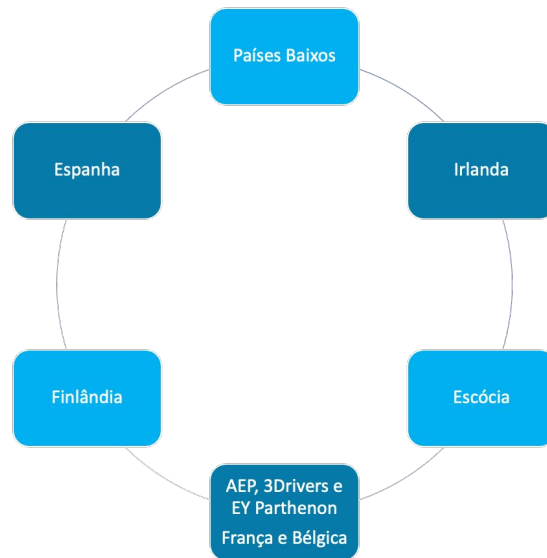 Países Baixos
Espanha
Irlanda
Finlândia
Escócia
AEP, 3Drivers e
EY Parthenon
França e Bélgica